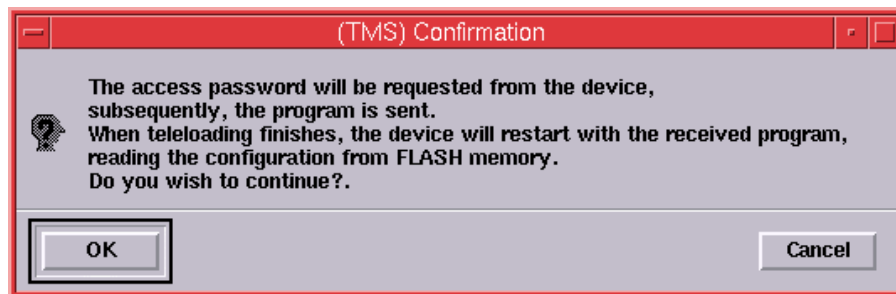 (TMS) Confirmation
The access password will be requested from the device,
subsequently, the program is sent.
When teleloading finishes, the device will restart with the received program,
reading the configuration from FLASH memory.
Do you wish to continue?.
OK
Cancel